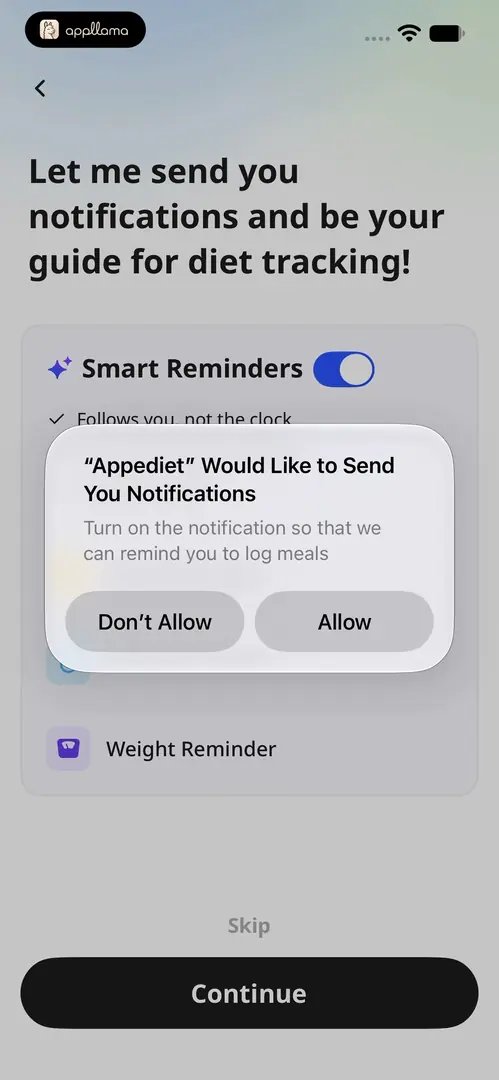 appllama
Let me send you
notifications and be your
guide for diet tracking!
Smart Reminders
Follows you, not the clock
“Appediet” Would Like to Send
You Notifications
Turn on the notification so that we
can remind you to log meals
Don’t Allow
Allow
Weight Reminder
Skip
Continue